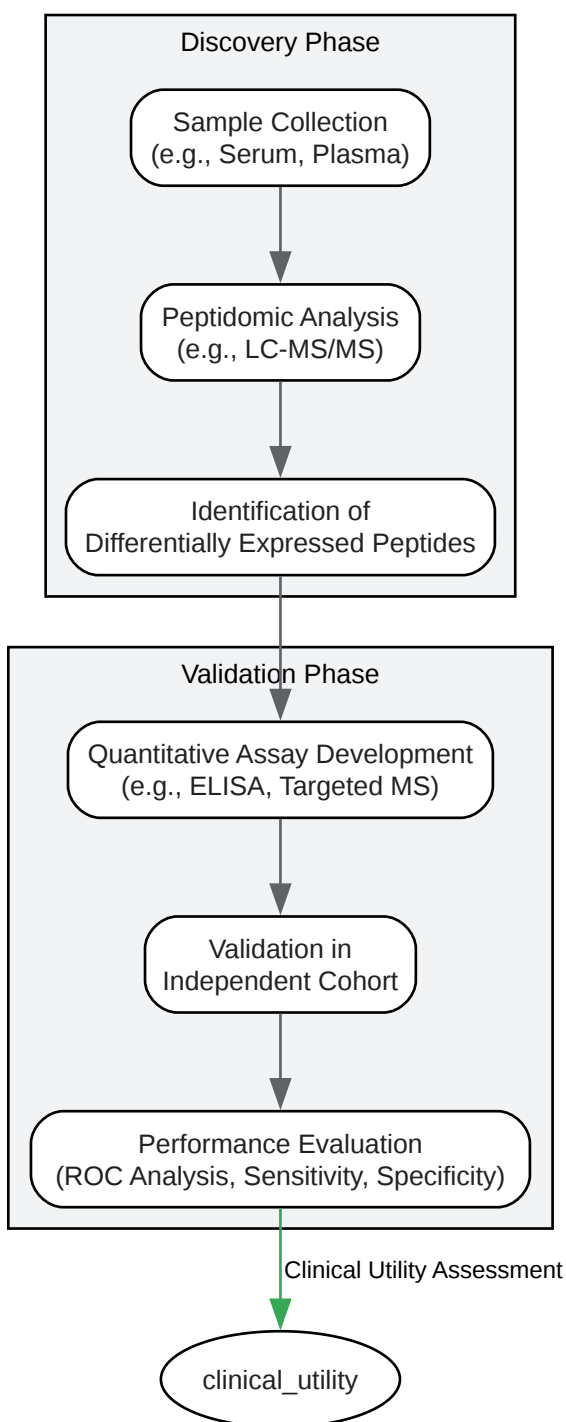 Discovery Phase
Sample Collection
(e.g., Serum, Plasma)
Peptidomic Analysis
(e.g., LC-MS/MS)
Identification of
Differentially Expressed Peptides
Validation Phase
Quantitative Assay Development
(e.g., ELISA, Targeted MS)
Validation in
Independent Cohort
Performance Evaluation
(ROC Analysis, Sensitivity, Specificity)
Clinical Utility Assessment
clinical_utility